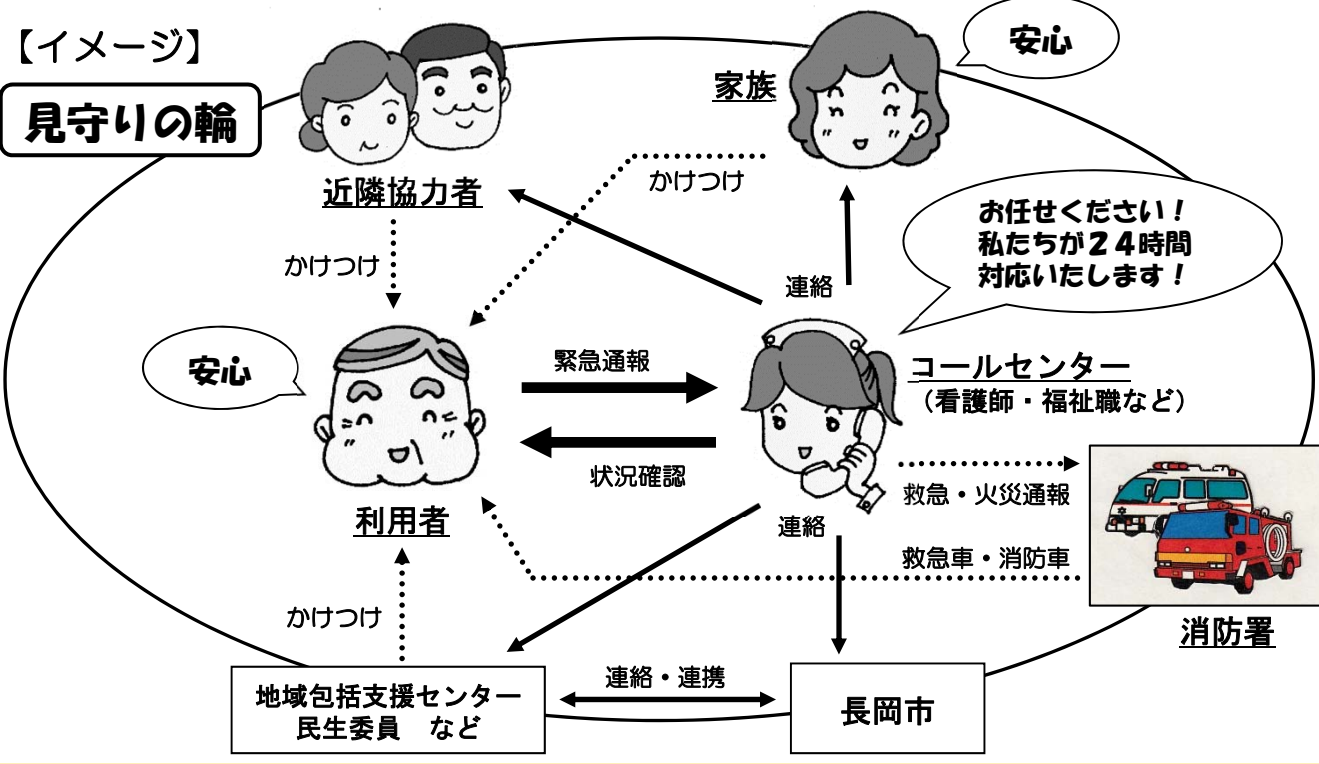 【イメージ】
見守りの輪
安心
家族
近隣協力者
かけつけ
お任せください！
私たちが２４時間
対応いたします！
かけつけ
連絡
安心
緊急通報
コールセンター
（看護師・福祉職など）
状況確認
救急・火災通報
利用者
連絡
救急車・消防車
かけつけ
消防署
地域包括支援センター
民生委員　など
連絡・連携
長岡市